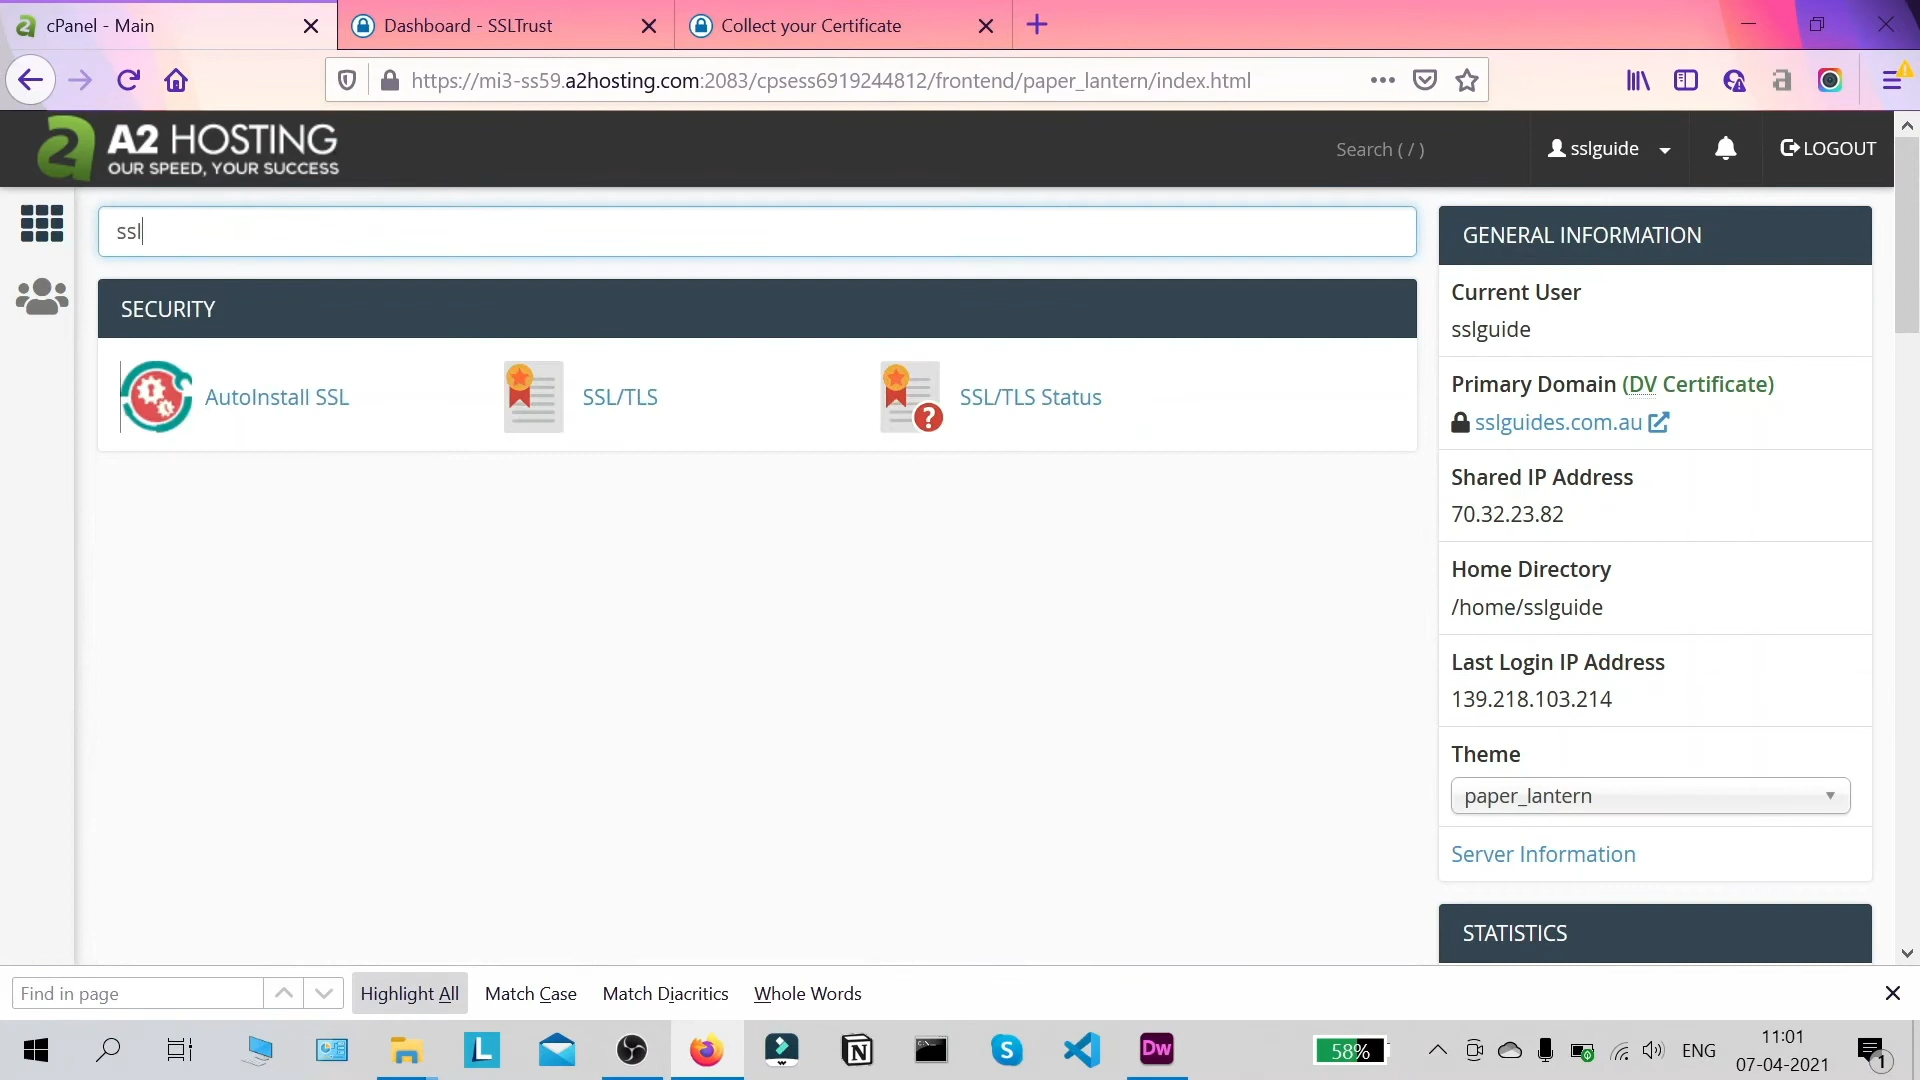 cPanel - Main
Dashboard - SSLTrust
Collect your Certificate
https://mi3-ss59.a2hosting.com:2083/cpsess6919244812/frontend/paper_lantern/index.html
A2 HOSTING
OUR SPEED, YOUR SUCCESS
Search ( / )
sslguide
LOGOUT
ssl
SECURITY
AutoInstall SSL
SSL/TLS
SSL/TLS Status
GENERAL INFORMATION
Current User
sslguide
Primary Domain (DV Certificate)
sslguides.com.au
Shared IP Address
70.32.23.82
Home Directory
/home/sslguide
Last Login IP Address
139.218.103.214
Theme
paper_lantern
Server Information
STATISTICS
Find in page
Highlight All
Match Case
Match Diacritics
Whole Words
L
N
S
Dw
58%
ENG
11:01
07-04-2021
1